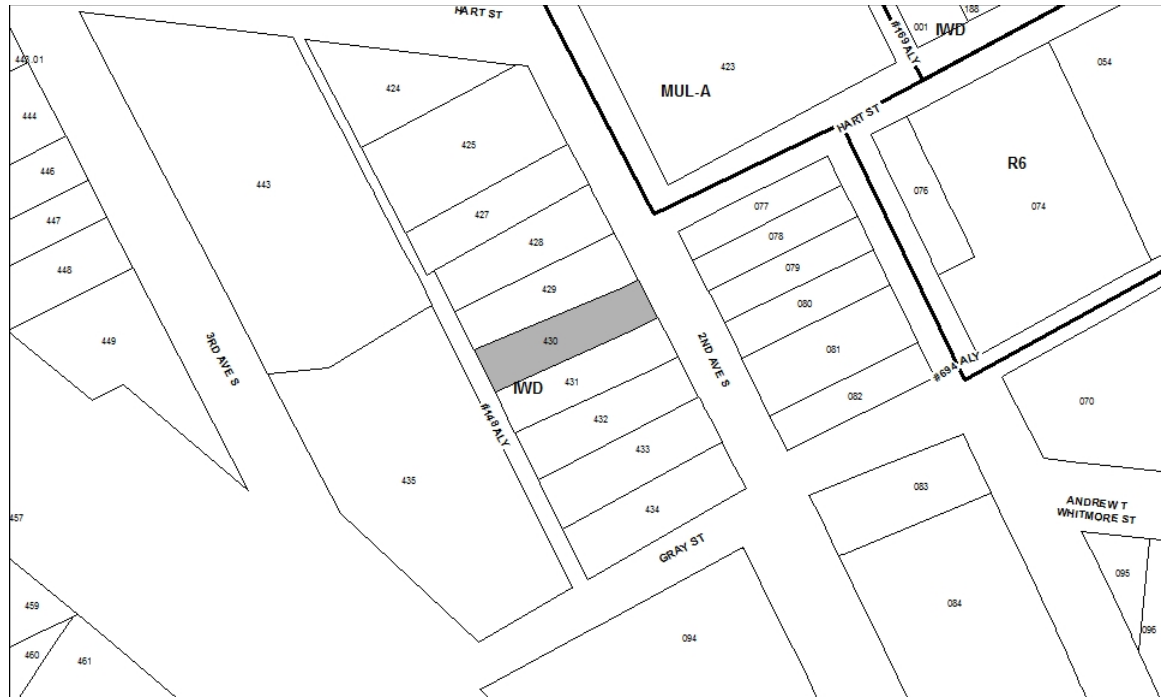 HART ST
001
188
IWD
#169 ALY
423
MUL-A
054
443.01
424
444
HART ST
425
R6
446
443
076
074
447
427
077
428
078
448
079
429
080
430
449
3RD AVE S
2ND AVE S
081
#694 ALY
431
IWD
082
070
#148 ALY
432
433
435
083
434
ANDREW T
WHITMORE ST
457
GRAY ST
095
459
084
094
096
460
461